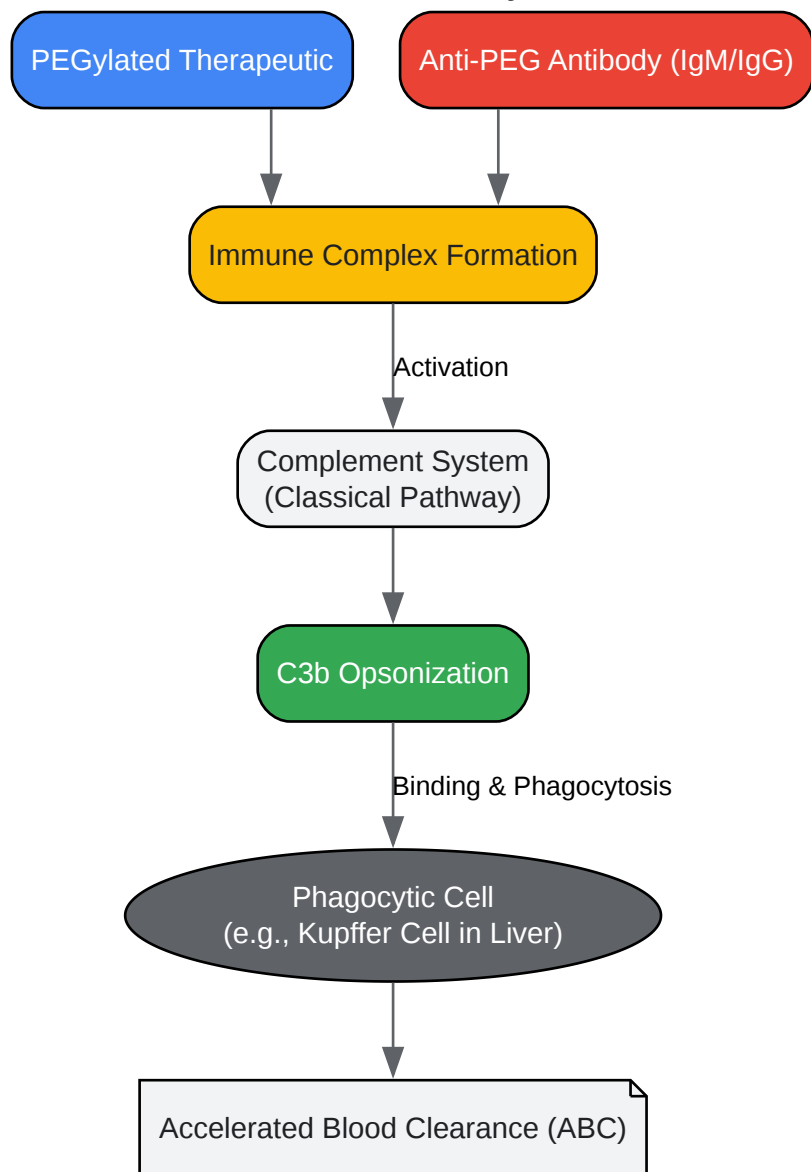 PEGylated Therapeutic
Anti-PEG Antibody (IgM/IgG)
Immune Complex Formation
Activation
Complement System
(Classical Pathway)
C3b Opsonization
Binding & Phagocytosis
Phagocytic Cell
(e.g., Kupffer Cell in Liver)
Accelerated Blood Clearance (ABC)